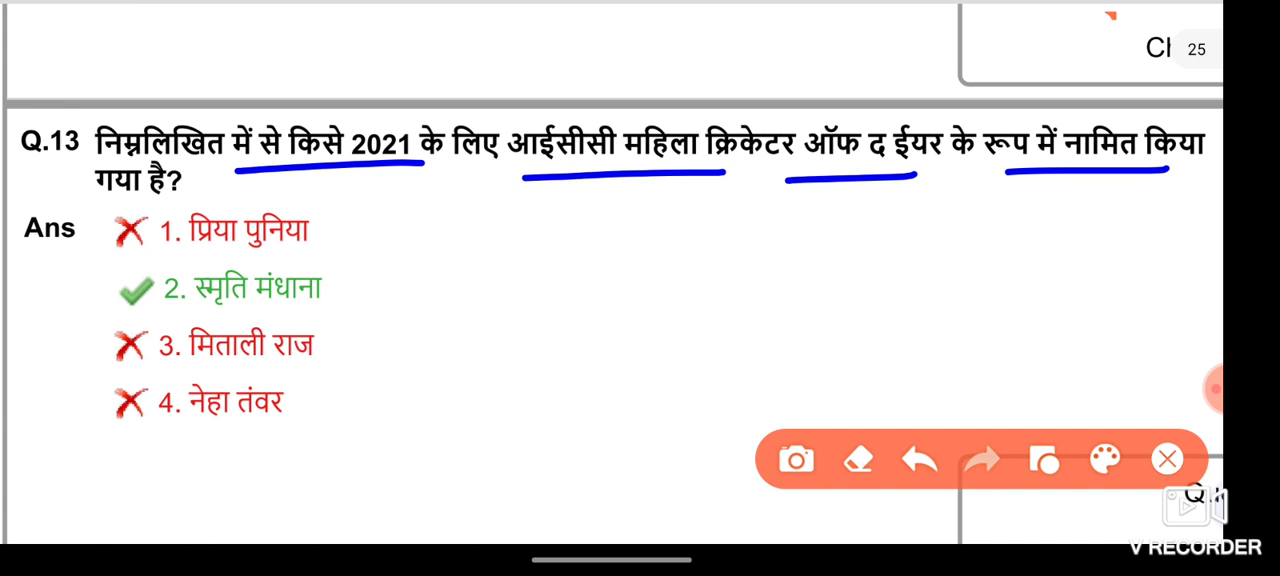 Cl 25
Q.13 निम्नलिखित में से किसे 2021 के लिए आईसीसी महिला क्रिकेटर ऑफ द ईयर के रूप में नामित किया
गया है?
Ans 1. प्रिया पुनिया
2. स्मृति मंधाना
3. मिताली राज
4. नेहा तंवर
V RECORDER